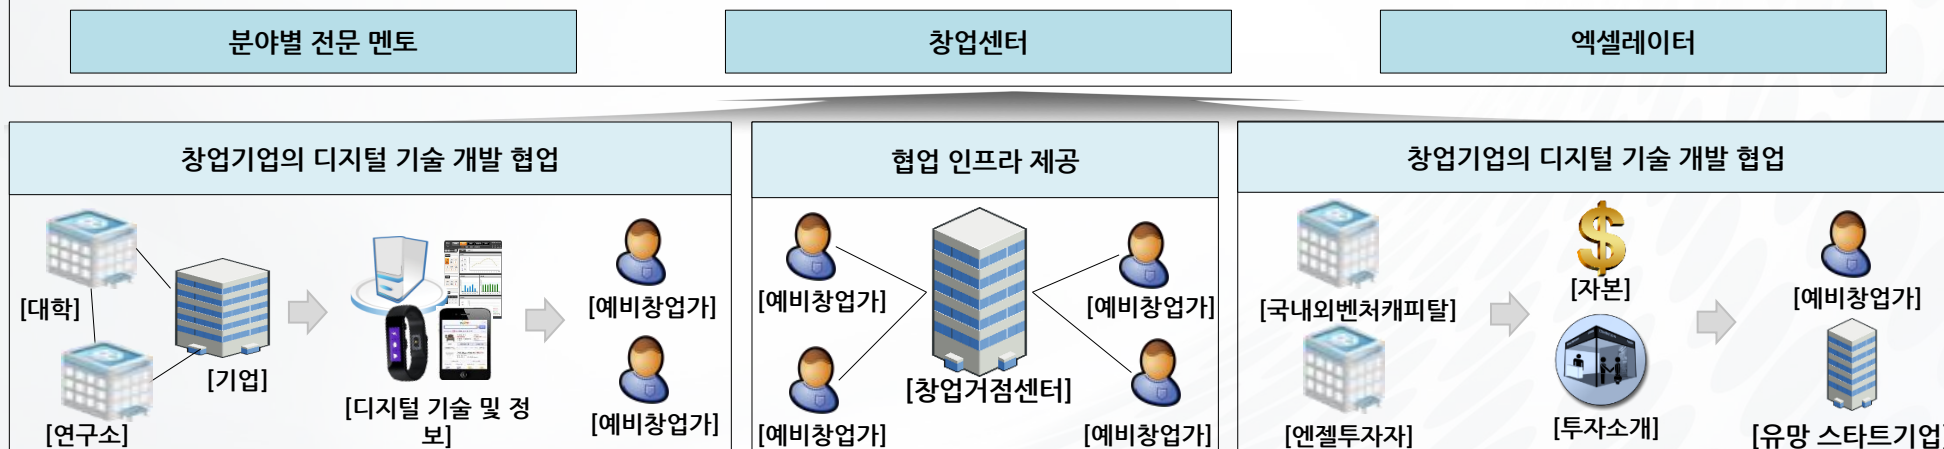 분야별 전문 멘토
창업센터
엑셀레이터
창업기업의 디지털 기술 개발 협업
[대학]
[연구소]
[기업]
[디지털 기술 및 정
보]
[예비창업가]
[예비창업가]
협업 인프라 제공
[예비창업가]
[예비창업가]
[창업거점센터]
[예비창업가]
[예비창업가]
창업기업의 디지털 기술 개발 협업
[국내외벤처캐피탈]
[엔젤투자자]
[자본]
[투자소개]
[예비창업가]
[유망 스타트기업]